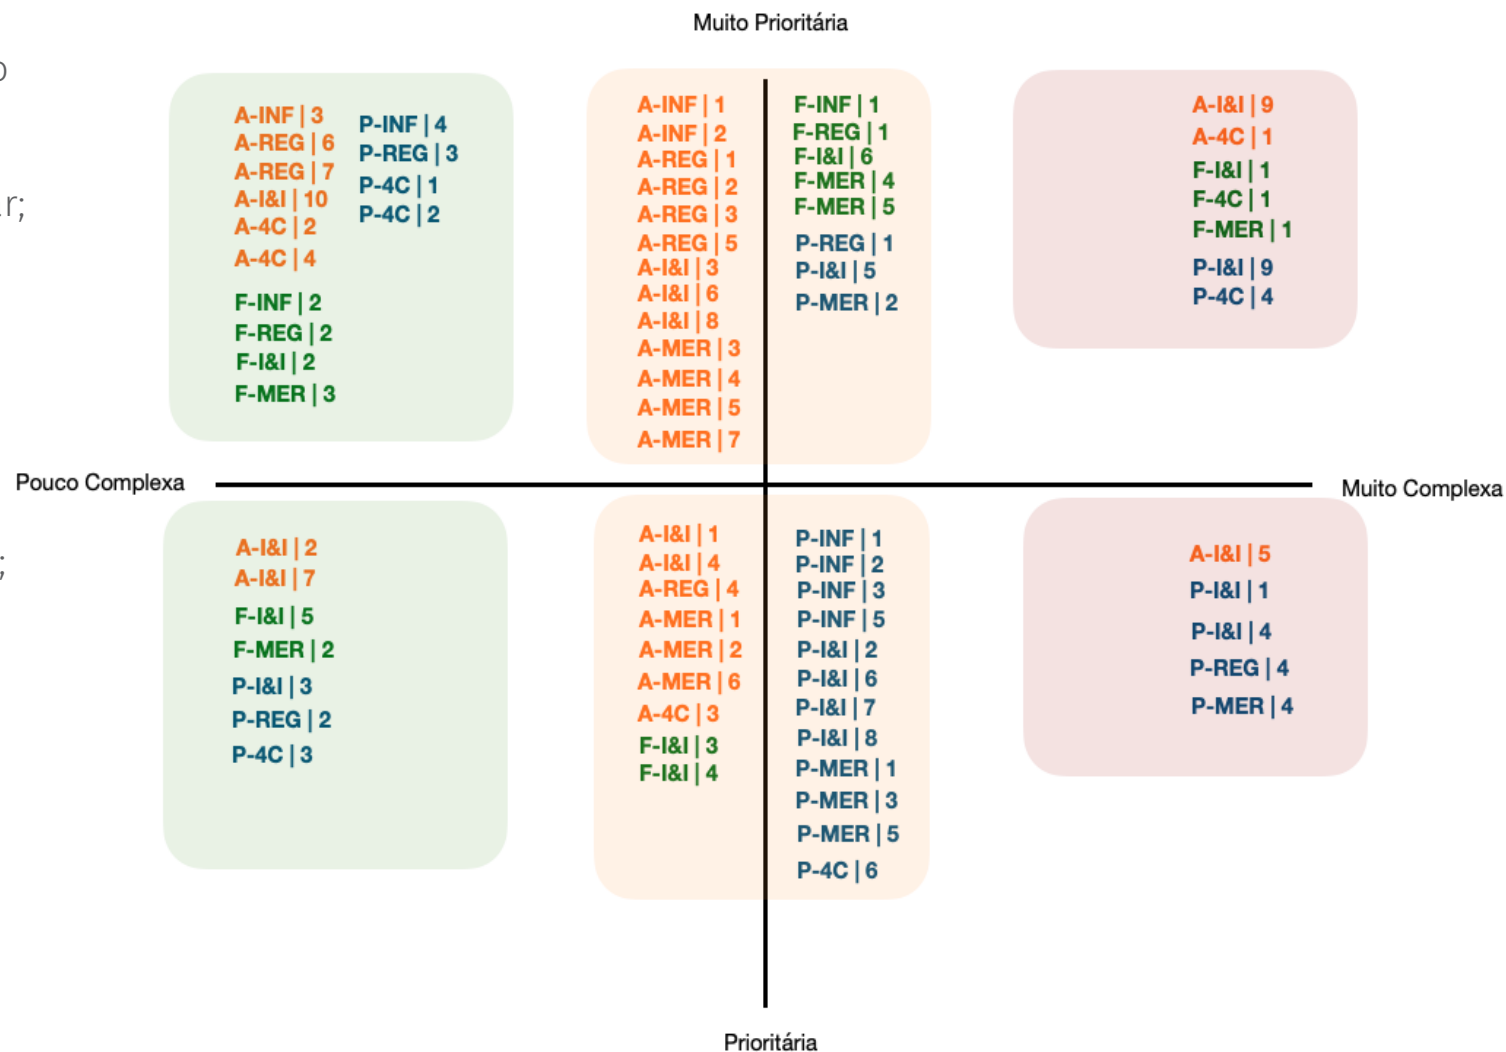 Muito Prioritária
o
r;
;
A-INF | 3
A-REG | 6
A-REG | 7
A-I&I | 10
A-4C | 2
A-4C | 4
P-INF | 4
P-REG | 3
P-4C | 1
P-4C | 2
F-INF | 2
F-REG | 2
F-I&I | 2
F-MER | 3
A-INF | 1
A-INF | 2
A-REG | 1
A-REG | 2
A-REG | 3
A-REG | 5
A-I&I | 3
A-I&I | 6
A-I&I | 8
A-MER | 3
A-MER | 4
A-MER | 5
A-MER | 7
F-INF | 1
F-REG | 1
F-I&I | 6
F-MER | 4
F-MER | 5
P-REG | 1
P-I&I | 5
P-MER | 2
A-I&I | 9
A-4C | 1
F-I&I | 1
F-4C | 1
F-MER | 1
P-I&I | 9
P-4C | 4
Pouco Complexa
Muito Complexa
A-I&I | 2
A-I&I | 7
F-I&I | 5
F-MER | 2
P-I&I | 3
P-REG | 2
P-4C | 3
A-I&I | 1
A-I&I | 4
A-REG | 4
A-MER | 1
A-MER | 2
A-MER | 6
A-4C | 3
F-I&I | 3
F-I&I | 4
P-INF | 1
P-INF | 2
P-INF | 3
P-INF | 5
P-I&I | 2
P-I&I | 6
P-I&I | 7
P-I&I | 8
P-MER | 1
P-MER | 3
P-MER | 5
P-4C | 6
A-I&I | 5
P-I&I | 1
P-I&I | 4
P-REG | 4
P-MER | 4
Prioritária